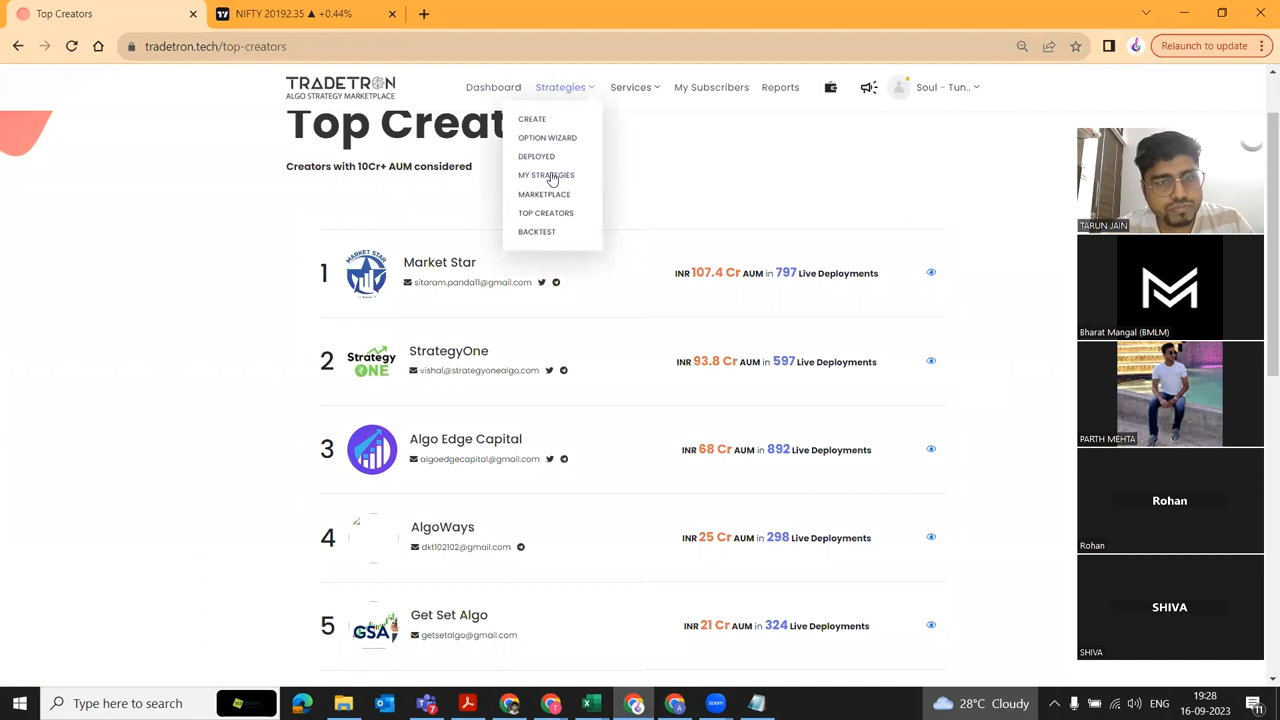 Top Creators
NIFTY 20192.35 ▲ +0.44%
tradetron.tech/top-creators
Relaunch to update
TRADETRON
ALGO STRATEGY MARKETPLACE
Dashboard
Strategies
Services
My Subscribers
Reports
Soul - Tun..
CREATE
OPTION WIZARD
DEPLOYED
MY STRATEGIES
MARKETPLACE
TOP CREATORS
BACKTEST
Top Creat
Creators with 10Cr+ AUM considered
1
MARKET STAR
Market Star
sitaram.panda11@gmail.com
INR 107.4 Cr AUM in 797 Live Deployments
2
Strategy
ONE
StrategyOne
vishal@strategyonealgo.com
INR 93.8 Cr AUM in 597 Live Deployments
3
Algo Edge Capital
algoedgecapital@gmail.com
INR 68 Cr AUM in 892 Live Deployments
4
AlgoWays
dkt102102@gmail.com
INR 25 Cr AUM in 298 Live Deployments
5
GSA
Get Set Algo
getsetalgo@gmail.com
INR 21 Cr AUM in 324 Live Deployments
TARUN JAIN
Bharat Mangal (BMLM)
PARTH MEHTA
Rohan
Rohan
SHIVA
SHIVA
Type here to search
zoom
28°C Cloudy
ENG
19:28
16-09-2023
11